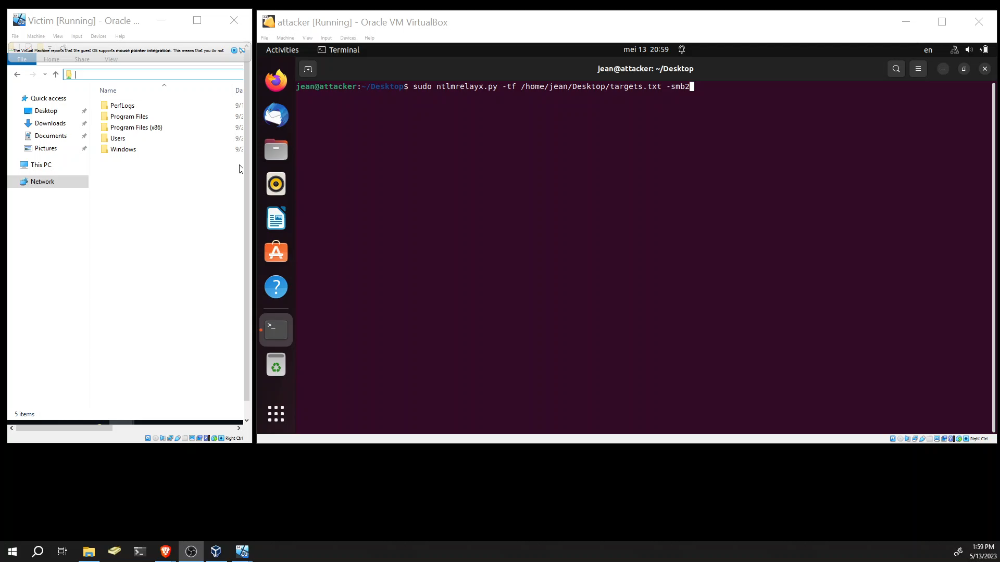 Victim [Running] - Oracle ...
File Machine View Input Devices Help
The Virtual Machine reports that the guest OS supports mouse pointer integration. This means that you do not
File Home Share View
Name
Quick access
Desktop
Downloads
Documents
Pictures
This PC
Network
PerfLogs 9/1
Program Files 9/2
Program Files (x86) 9/2
Users 9/2
Windows 9/2
5 items
Right Ctrl
attacker [Running] - Oracle VM VirtualBox
File Machine View Input Devices Help
Activities Terminal mei 13 20:59 en
jean@attacker: ~/Desktop
jean@attacker:~/Desktop$ sudo ntlmrelayx.py -tf /home/jean/Desktop/targets.txt -smb2
Right Ctrl
1:59 PM
5/13/2023